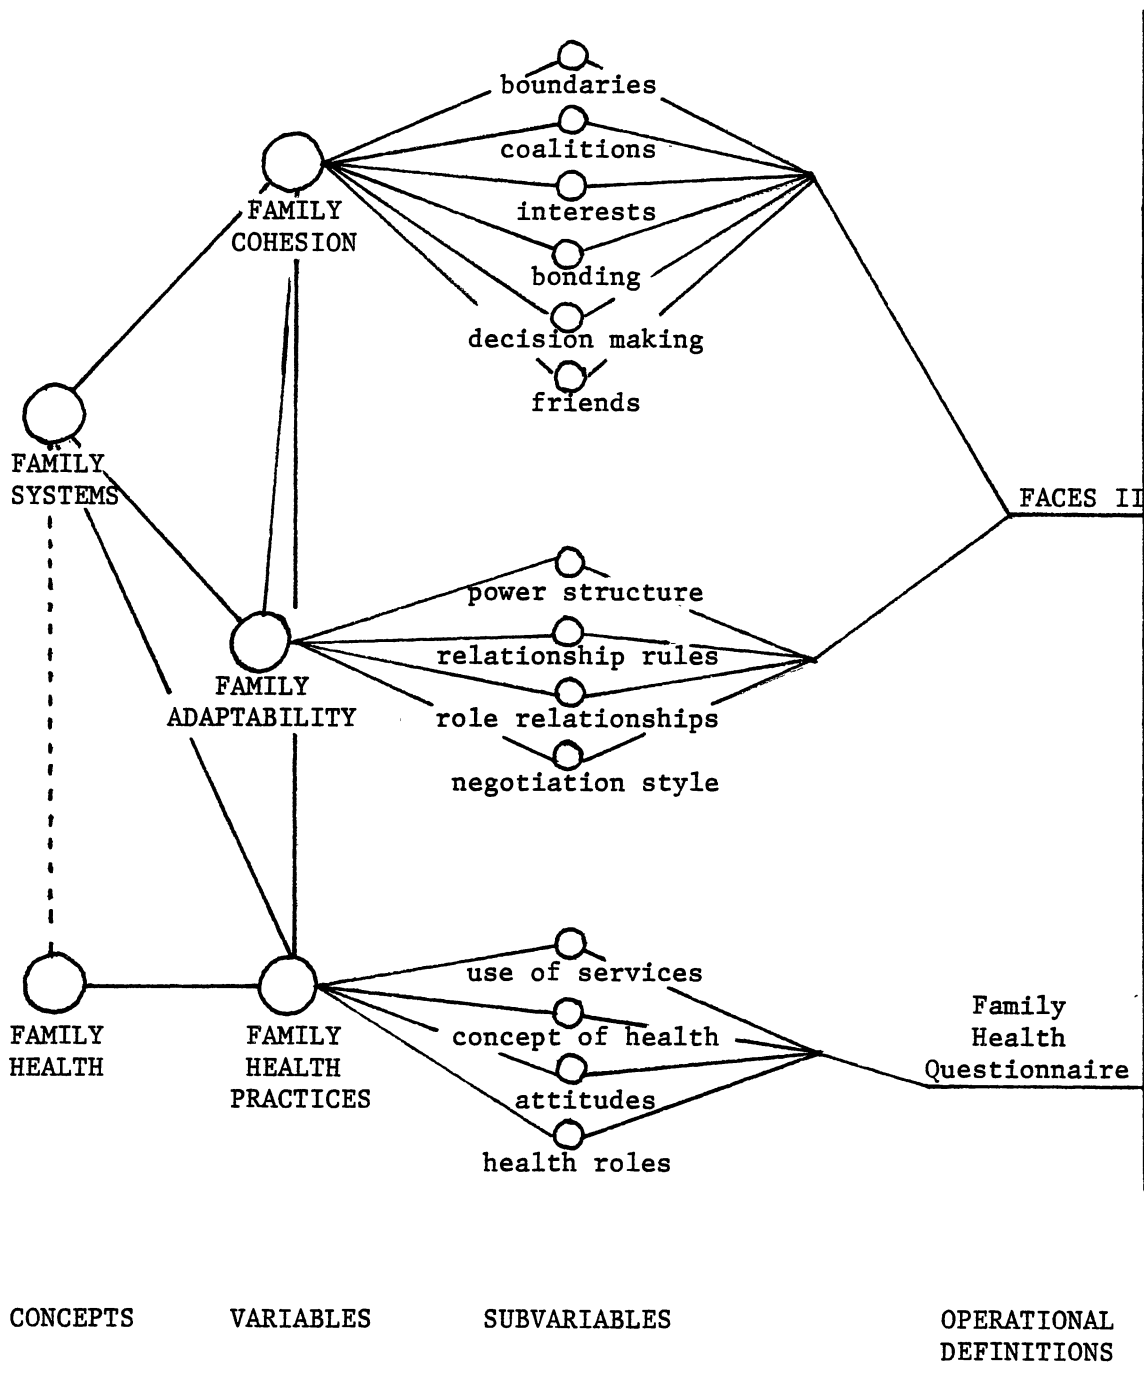 boundaries
coalitions
interests
bonding
decision making
friends
FAMILY
COHESION
FAMILY
SYSTEMS
FACES II
power structure
relationship rules
role relationships
negotiation style
FAMILY
ADAPTABILITY
use of services
concept of health
attitudes
health roles
FAMILY
HEALTH
FAMILY
HEALTH
PRACTICES
Family
Health
Questionnaire
CONCEPTS
VARIABLES
SUBVARIABLES
OPERATIONAL
DEFINITIONS